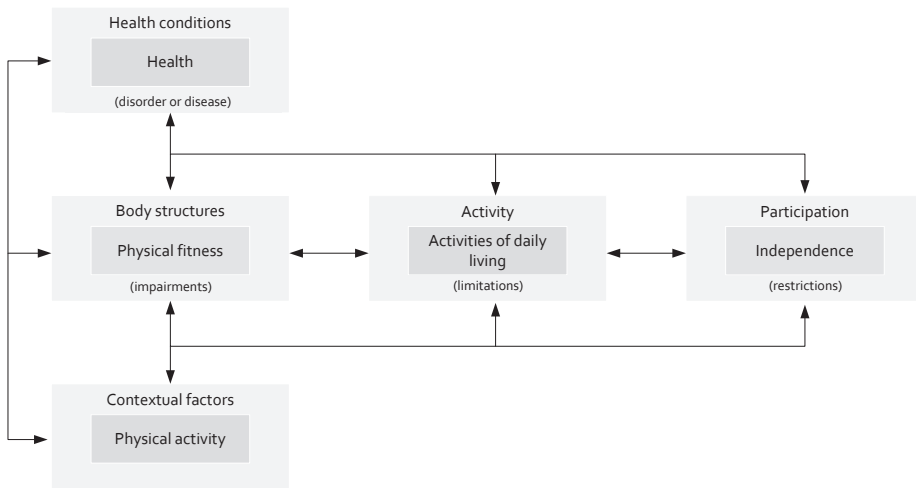 Health conditions
Health
(disorder or disease)
Body structures
Physical fitness
(impairments)
Activity
Activities of daily
living
(limitations)
Participation
Independence
(restrictions)
Contextual factors
Physical activity